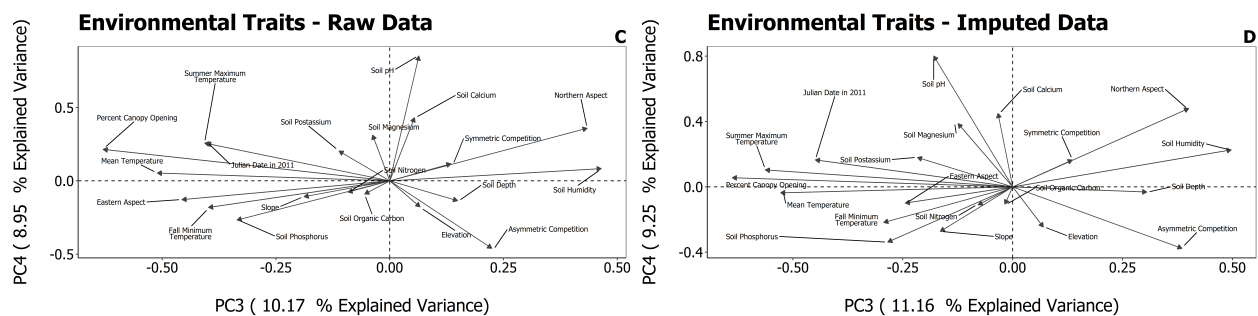 Environmental Traits - Raw Data
C
PC4 ( 8.95 % Explained Variance)
0.5
0.0
-0.5
Soil pH
Summer Maximum
Temperature
Soil Calcium
Northern Aspect
Percent Canopy Opening
Soil Postassium
Soil Magnesium
Symmetric Competition
Mean Temperature
Julian Date in 2011
Soil Nitrogen
Soil Depth
Soil Humidity
Eastern Aspect
Slope
Soil Organic Carbon
Fall Minimum
Temperature
Soil Phosphorus
Elevation
Asymmetric Competition
-0.50
-0.25
0.00
0.25
0.50
PC3 ( 10.17 % Explained Variance)
Environmental Traits - Imputed Data
D
PC4 ( 9.25 % Explained Variance)
0.8
0.4
0.0
-0.4
Soil pH
Julian Date in 2011
Soil Calcium
Northern Aspect
Summer Maximum
Temperature
Soil Magnesium
Symmetric Competition
Soil Humidity
Soil Postassium
Eastern Aspect
Percent Canopy Opening
Soil Organic Carbon
Soil Depth
Mean Temperature
Fall Minimum
Temperature
Soil Nitrogen
Soil Phosphorus
Slope
Elevation
Asymmetric Competition
-0.50
-0.25
0.00
0.25
0.50
PC3 ( 11.16 % Explained Variance)